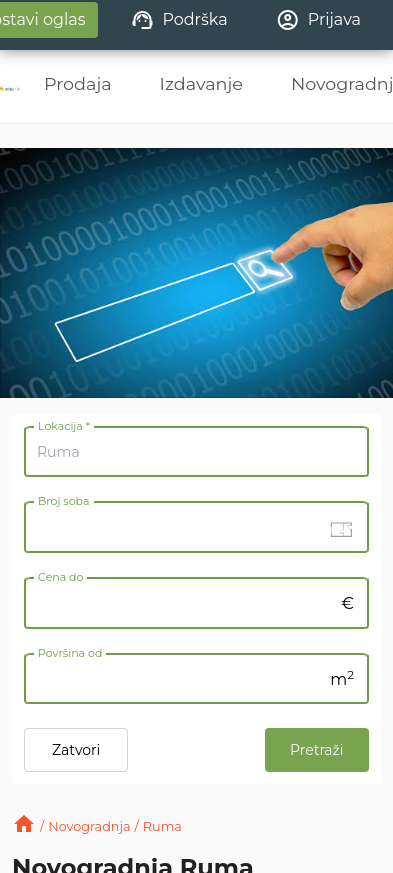 ostavi oglas Podrška Prijava
Prodaja Izdavanje Novogradnj
Lokacija *
Ruma
Broj soba
Cena do
€
Površina od
m²
Zatvori Pretraži
/ Novogradnja / Ruma
Novogradnja Ruma